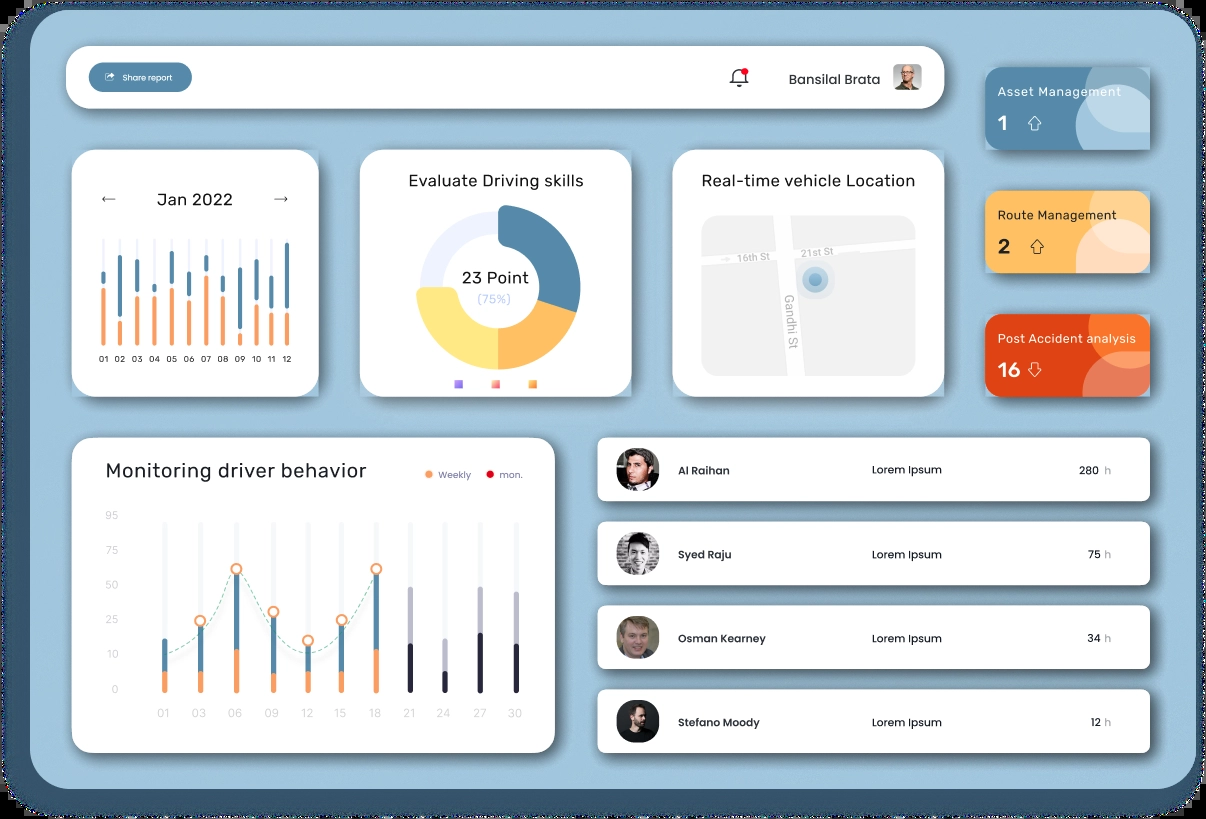 Share report
Bansilal Brata
Asset Management
1
Route Management
2
Post Accident analysis
16
Jan 2022
01 02 03 04 05 06 07 08 09 10 11 12
Evaluate Driving skills
23 Point
(75%)
Real-time vehicle Location
16th St
21st St
Gandhi St
Monitoring driver behavior
Weekly
mon.
95
75
50
25
10
0
01 03 06 09 12 15 18 21 24 27 30
Al Raihan Lorem Ipsum 280 h
Syed Raju Lorem Ipsum 75 h
Osman Kearney Lorem Ipsum 34 h
Stefano Moody Lorem Ipsum 12 h